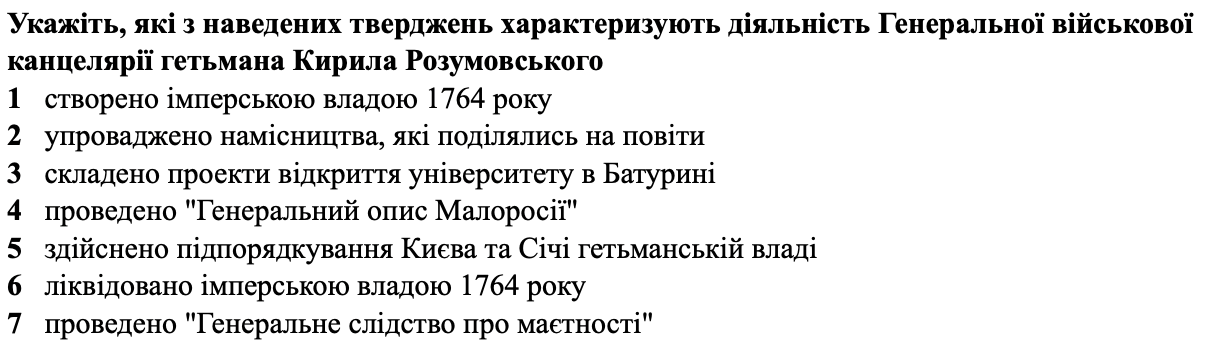 Укажіть, які з наведених тверджень характеризують діяльність Генеральної військової
канцелярії гетьмана Кирила Розумовського
1 створено імперською владою 1764 року
2 упроваджено намісництва, які поділялись на повіти
3 складено проекти відкриття університету в Батурині
4 проведено "Генеральний опис Малоросії"
5 здійснено підпорядкування Києва та Січі гетьманській владі
6 ліквідовано імперською владою 1764 року
7 проведено "Генеральне слідство про маєтності"